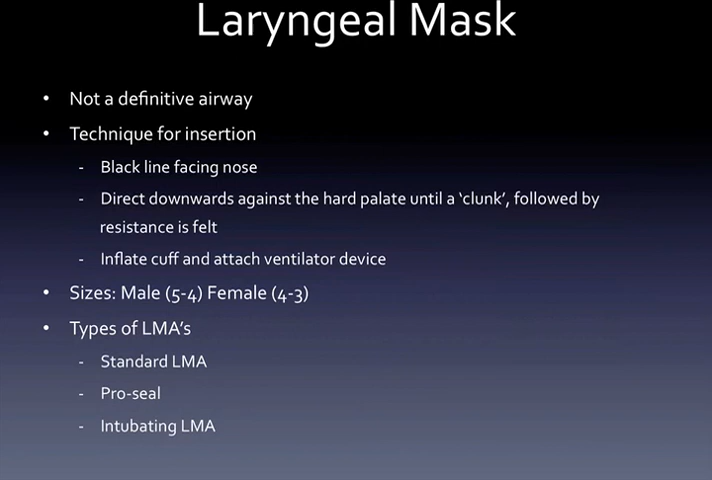 Laryngeal Mask
• Not a definitive airway
• Technique for insertion
- Black line facing nose
- Direct downwards against the hard palate until a ‘clunk’, followed by
resistance is felt
- Inflate cuff and attach ventilator device
• Sizes: Male (5-4) Female (4-3)
• Types of LMA’s
- Standard LMA
- Pro-seal
- Intubating LMA